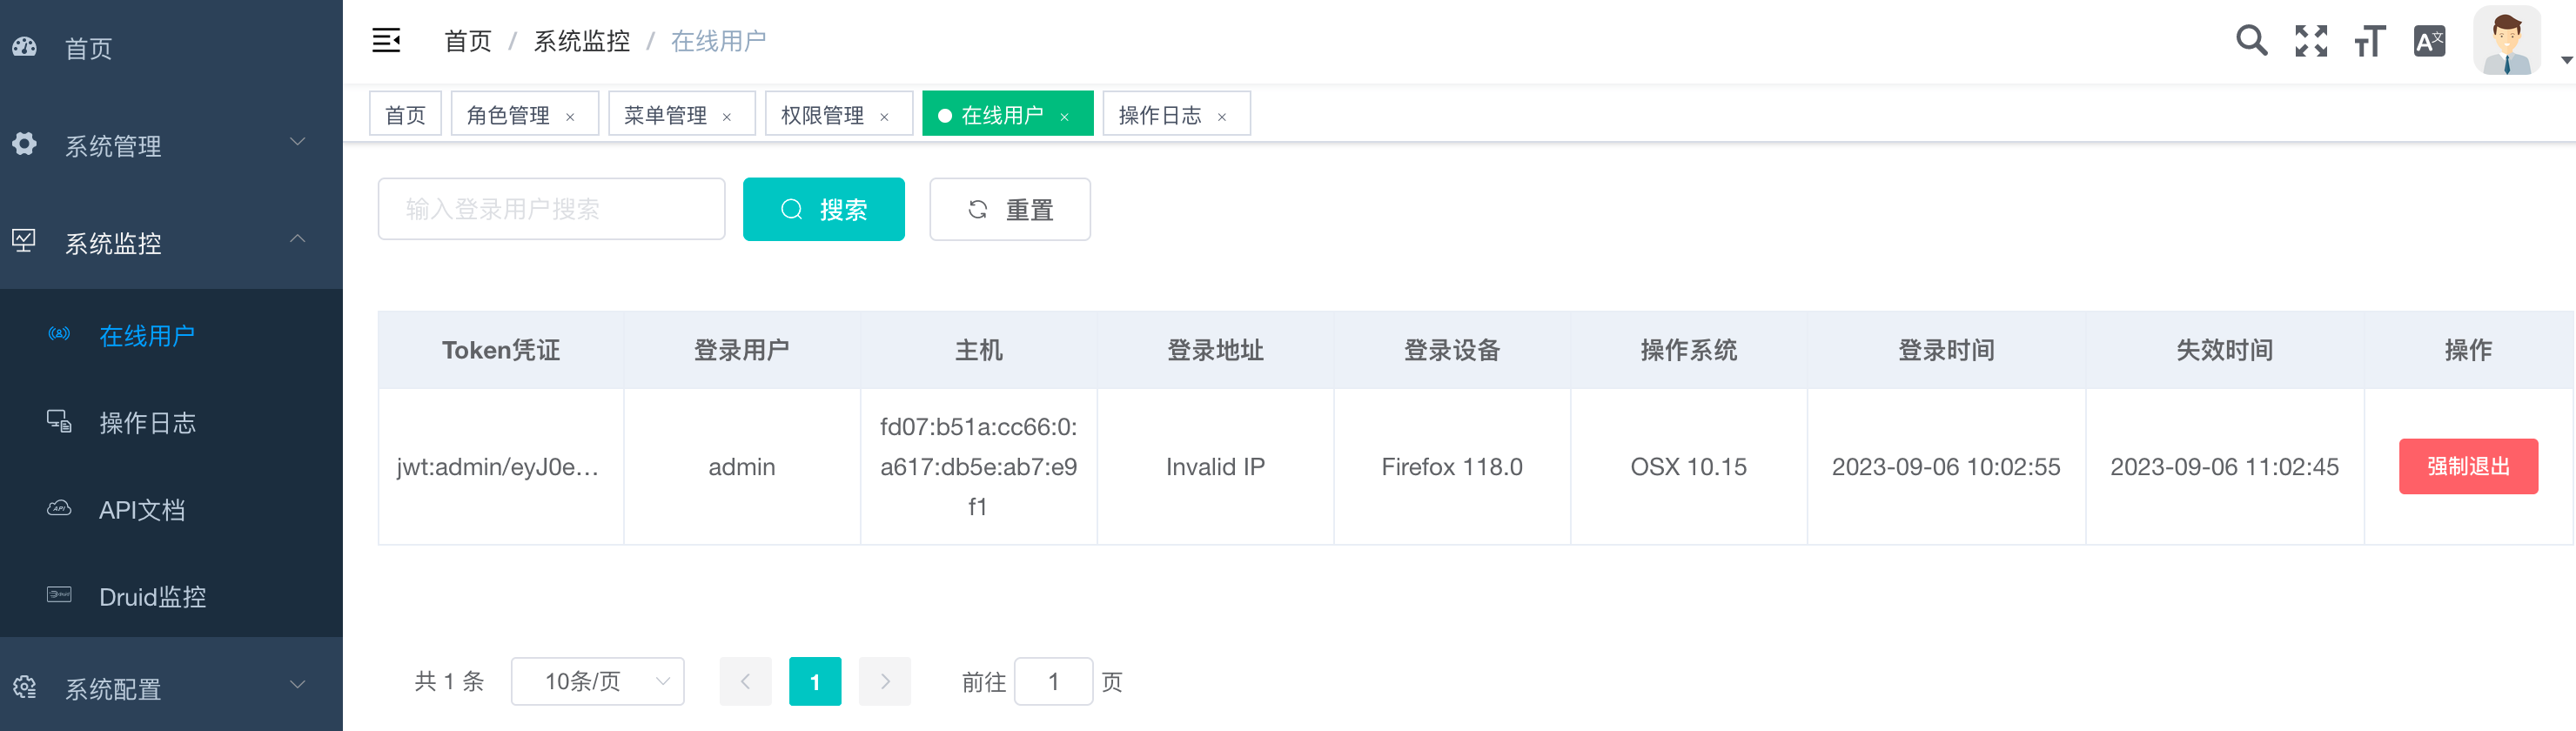 首页
系统管理
系统监控
在线用户
操作日志
API文档
Druid监控
系统配置
首页 / 系统监控 / 在线用户
首页 角色管理 × 菜单管理 × 权限管理 × 在线用户 × 操作日志 ×
输入登录用户搜索 搜索 重置
Token凭证 登录用户 主机 登录地址 登录设备 操作系统 登录时间 失效时间 操作
jwt:admin/eyJ0e... admin fd07:b51a:cc66:0: Invalid IP Firefox 118.0 OSX 10.15 2023-09-06 10:02:55 2023-09-06 11:02:45 强制退出
a617:db5e:ab7:e9
f1
共 1 条 10条/页 1 前往 1 页